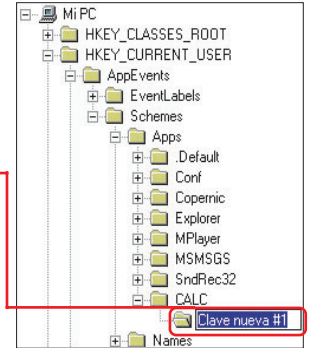 Mi PC
HKEY_CLASSES_ROOT
HKEY_CURRENT_USER
AppEvents
EventLabels
Schemes
Apps
.Default
Conf
Copernic
Explorer
MPlayer
MSMSGS
SndRec32
CALC
Clave nueva #1
Names